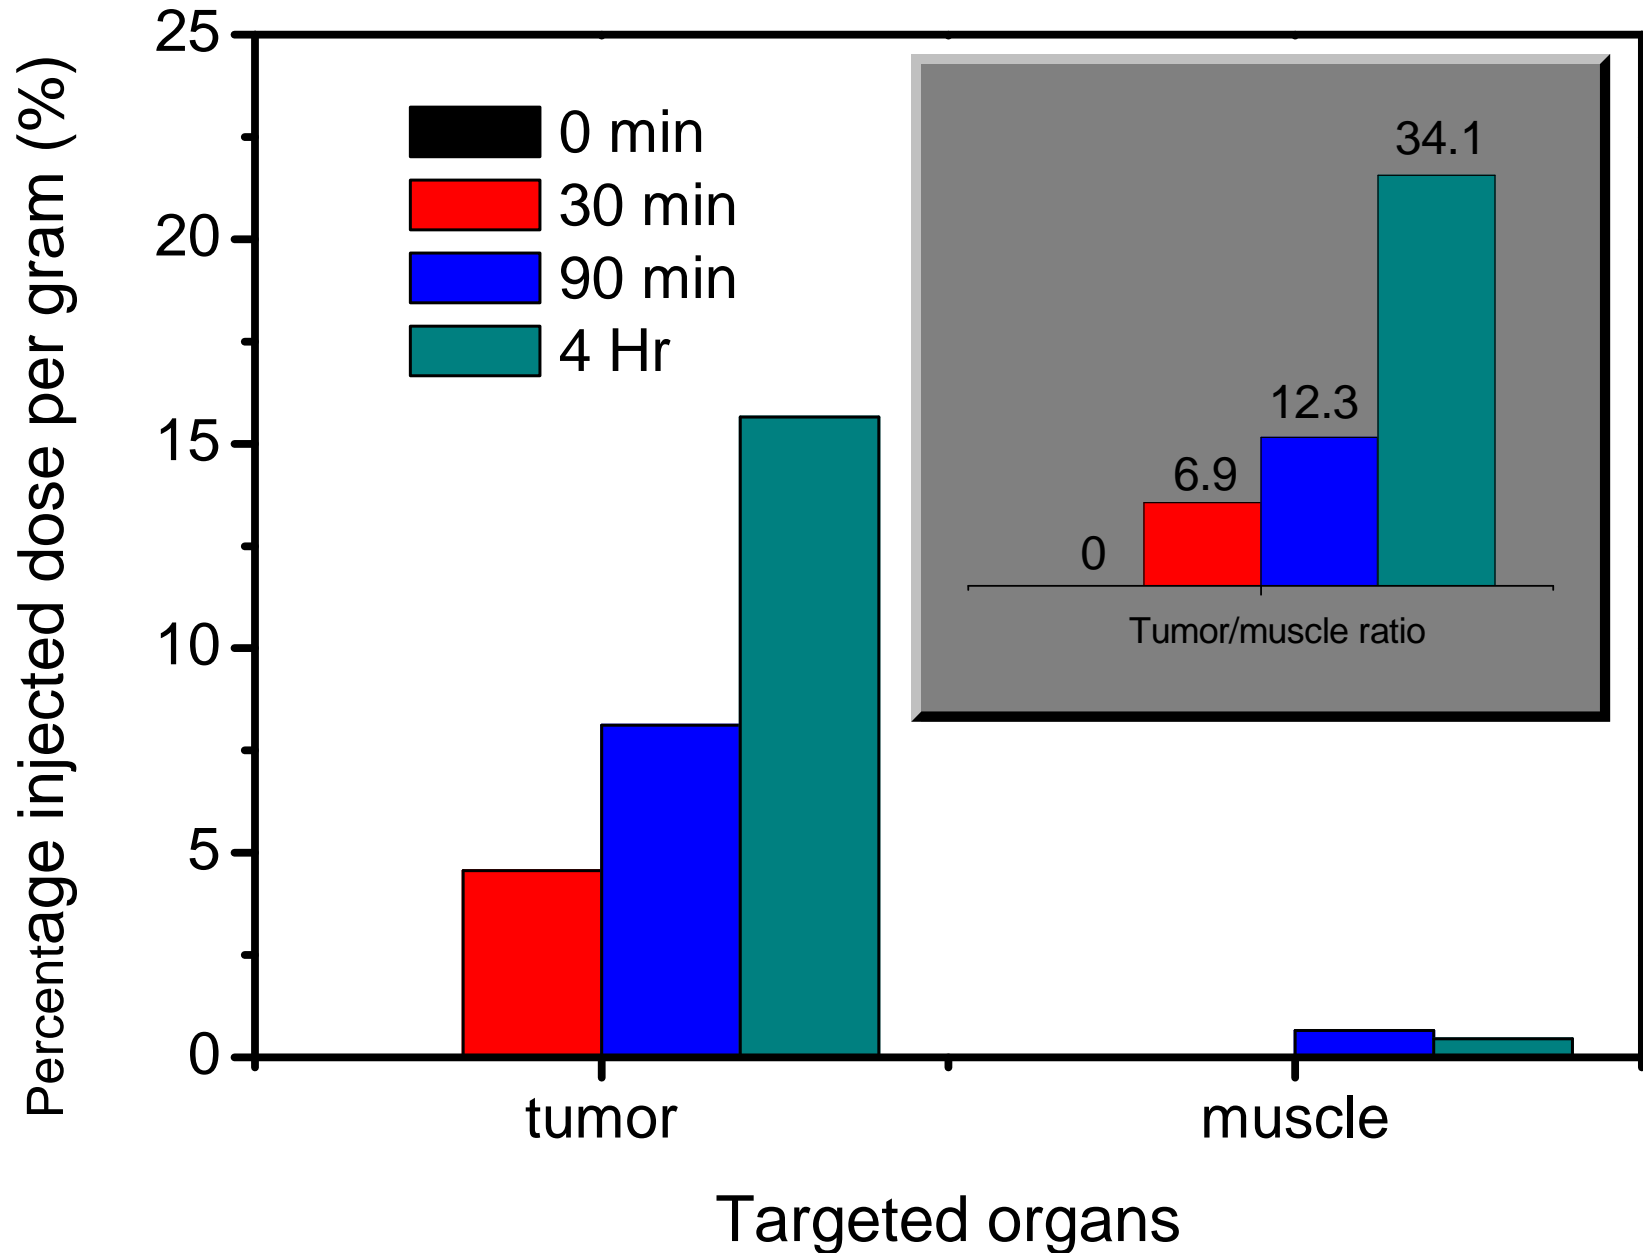 Percentage injected dose per gram (%)
25
20
15
10
5
0
0 min
30 min
90 min
4 Hr
34.1
12.3
6.9
0
Tumor/muscle ratio
tumor
muscle
Targeted organs